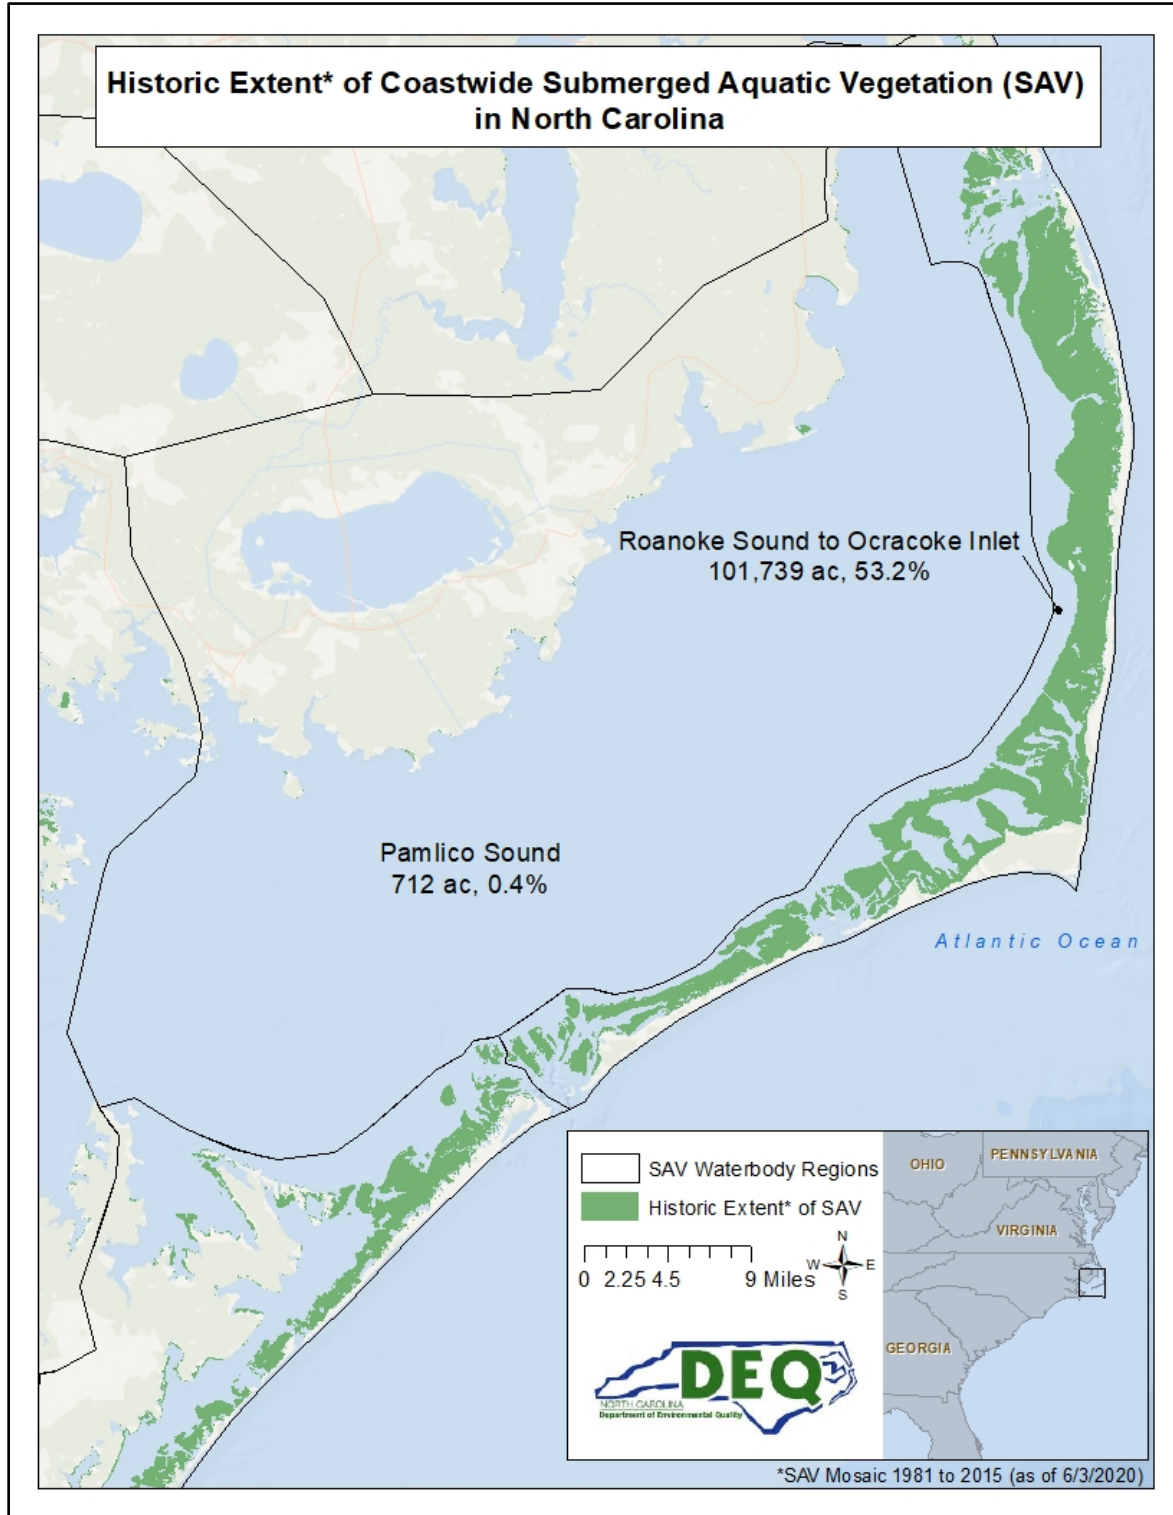 Historic Extent* of Coastwide Submerged Aquatic Vegetation (SAV)
in North Carolina
Roanoke Sound to Ocracoke Inlet
101,739 ac, 53.2%
Pamlico Sound
712 ac, 0.4%
Atlantic Ocean
SAV Waterbody Regions
Historic Extent* of SAV
0 2.25 4.5 9 Miles
N
W E
S
DEQ
NORTH CAROLINA
Department of Environmental Quality
OHIO
PENNSYLVANIA
VIRGINIA
GEORGIA
*SAV Mosaic 1981 to 2015 (as of 6/3/2020)